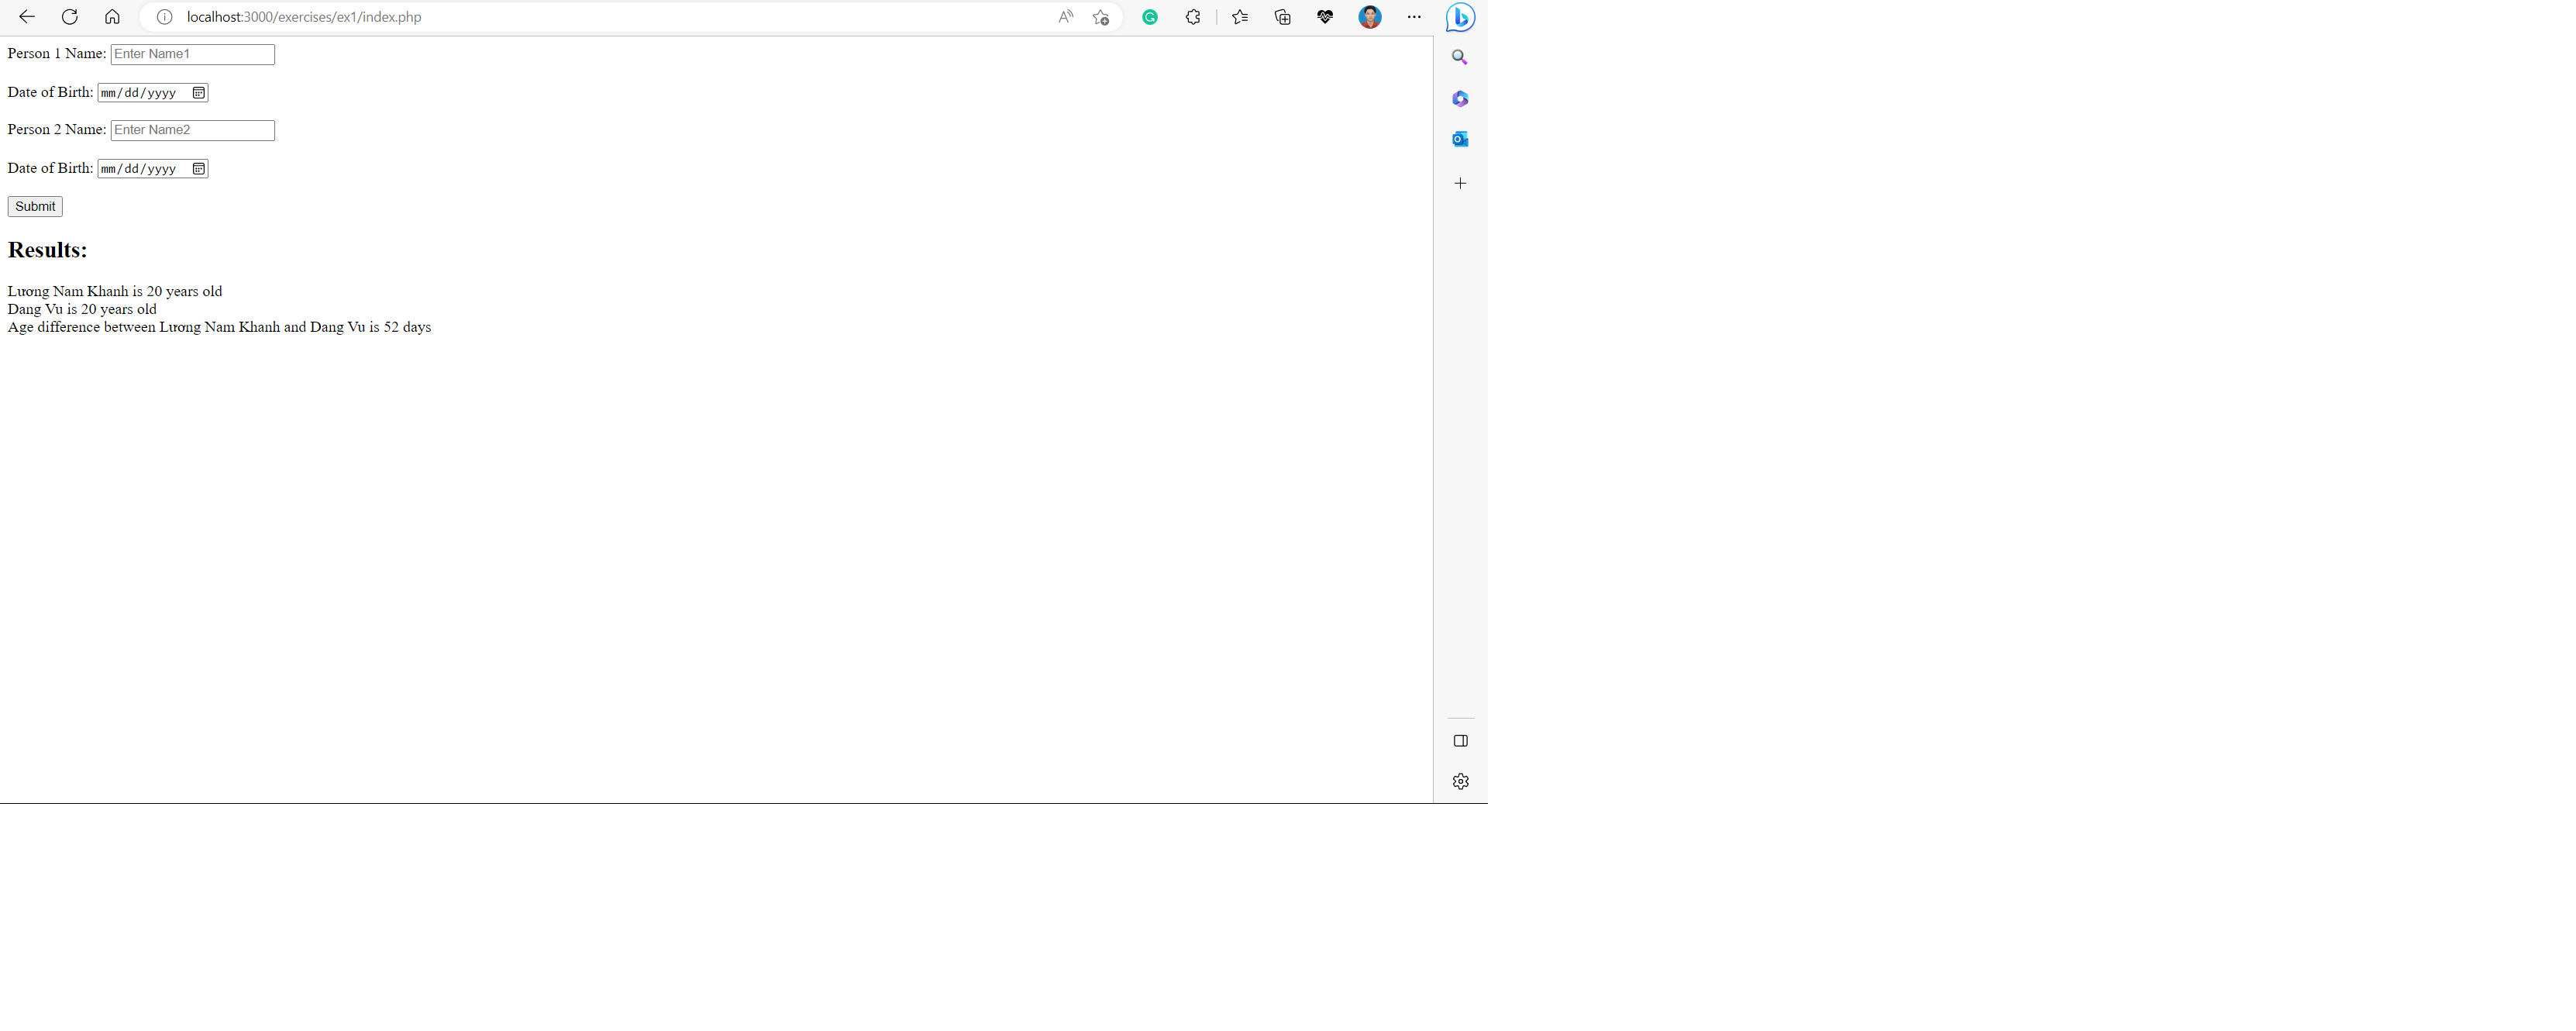 localhost:3000/exercises/ex1/index.php
Person 1 Name: Enter Name1
Date of Birth: mm/dd/yyyy
Person 2 Name: Enter Name2
Date of Birth: mm/dd/yyyy
Submit
Results:
Lương Nam Khanh is 20 years old
Dang Vu is 20 years old
Age difference between Lương Nam Khanh and Dang Vu is 52 days